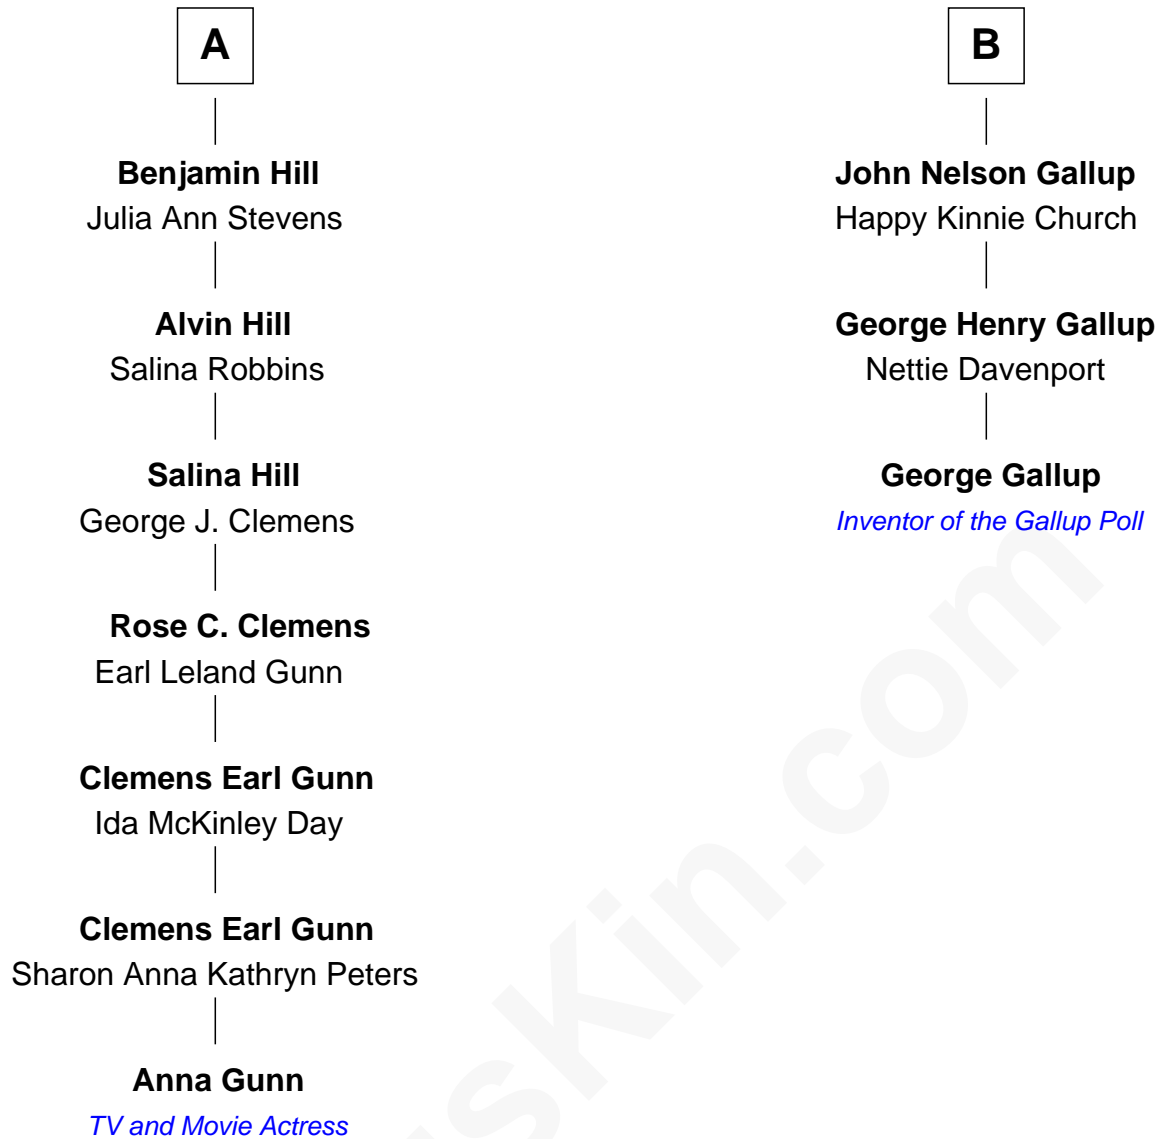 A
Benjamin Hill
Julia Ann Stevens
Alvin Hill
Salina Robbins
Salina Hill
George J. Clemens
Rose C. Clemens
Earl Leland Gunn
Clemens Earl Gunn
Ida McKinley Day
Clemens Earl Gunn
Sharon Anna Kathryn Peters
Anna Gunn
TV and Movie Actress
B
John Nelson Gallup
Happy Kinnie Church
George Henry Gallup
Nettie Davenport
George Gallup
Inventor of the Gallup Poll
sKin.com